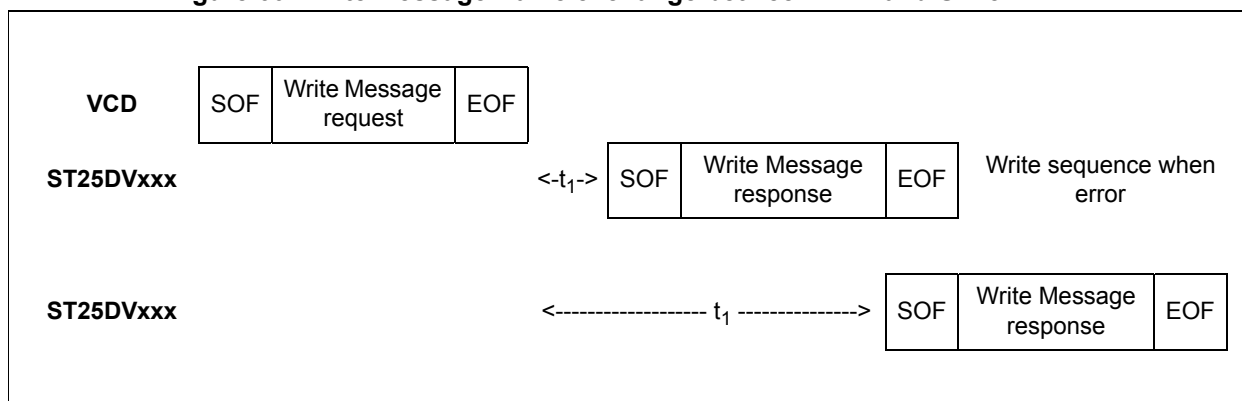 VCD SOF Write Message request EOF
ST25DVxxx <-t1-> SOF Write Message response EOF Write sequence when error
ST25DVxxx <------------------- t1 ---------------> SOF Write Message response EOF